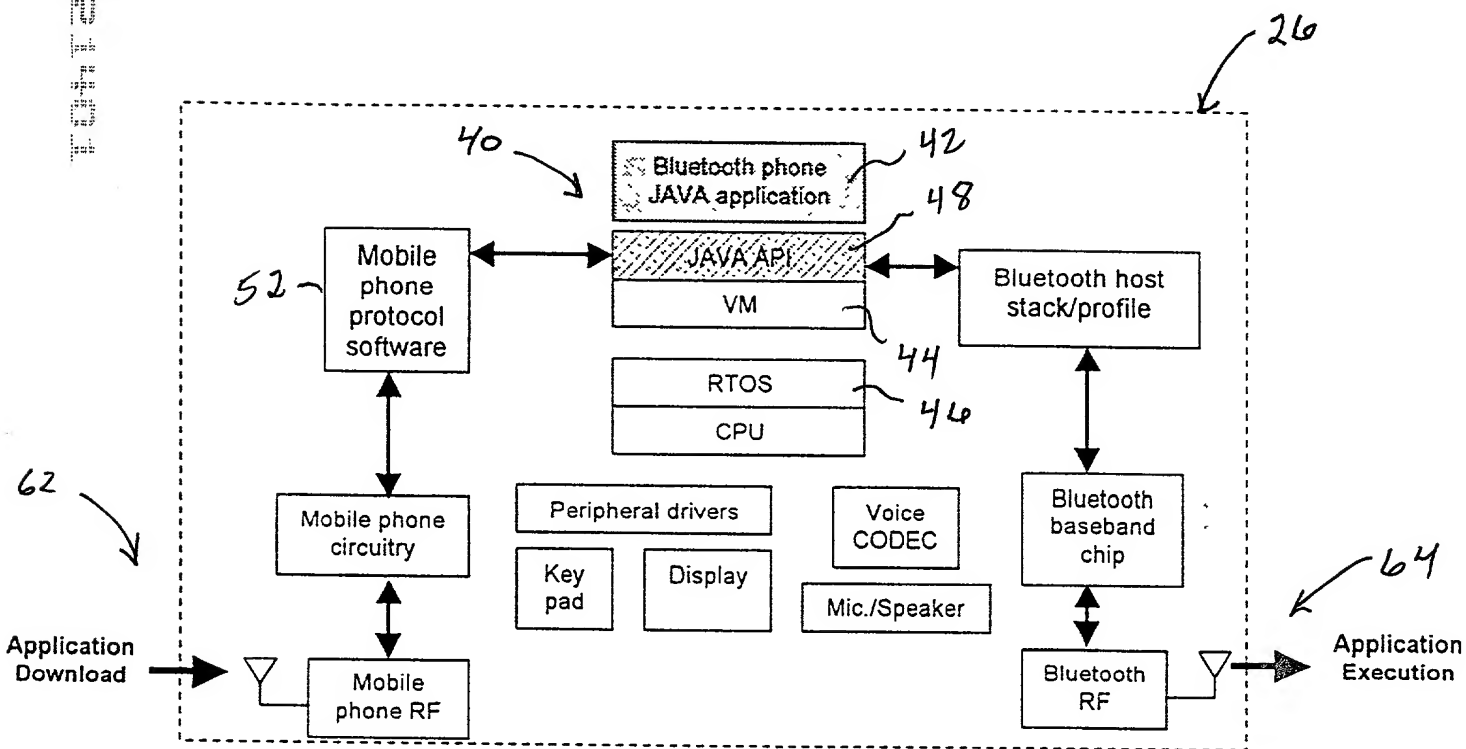 26
40
Bluetooth phone
JAVA application
42
48
Mobile
phone
protocol
software
52
JAVA API
VM
44
Bluetooth host
stack/profile
RTOS
46
CPU
62
Mobile phone
circuitry
Peripheral drivers
Voice
CODEC
Bluetooth
baseband
chip
Key
pad
Display
Mic./Speaker
64
Application
Download
Mobile
phone RF
Bluetooth
RF
Application
Execution